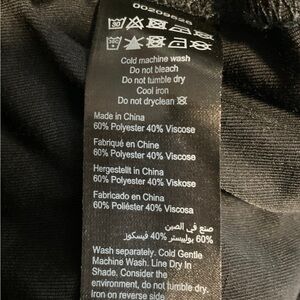 00209626
Cold machine wash
Do not bleach
Do not tumble dry
Cool iron
Do not dryclean
Made in China
60% Polyester 40% Viscose
Fabriqué en China
60% Polyester 40% Viscose
Hergestellt in China
60% Polyester 40% Viskose
Fabricado en China
60% Poliéster 40% Viscosa
صنع في الصين
60% بوليستر 40% فيسكوز
Wash separately. Cold Gentle
Machine Wash. Line Dry In
Shade. Consider the
environment, do not tumble dry.
Iron on reverse side